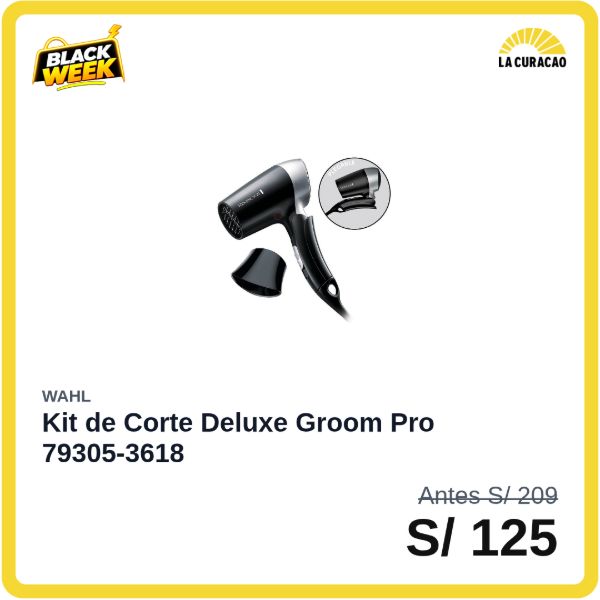 BLACK
WEEK
LA CURACAO
WAHL
Kit de Corte Deluxe Groom Pro
79305-3618
Antes S/ 209
S/ 125